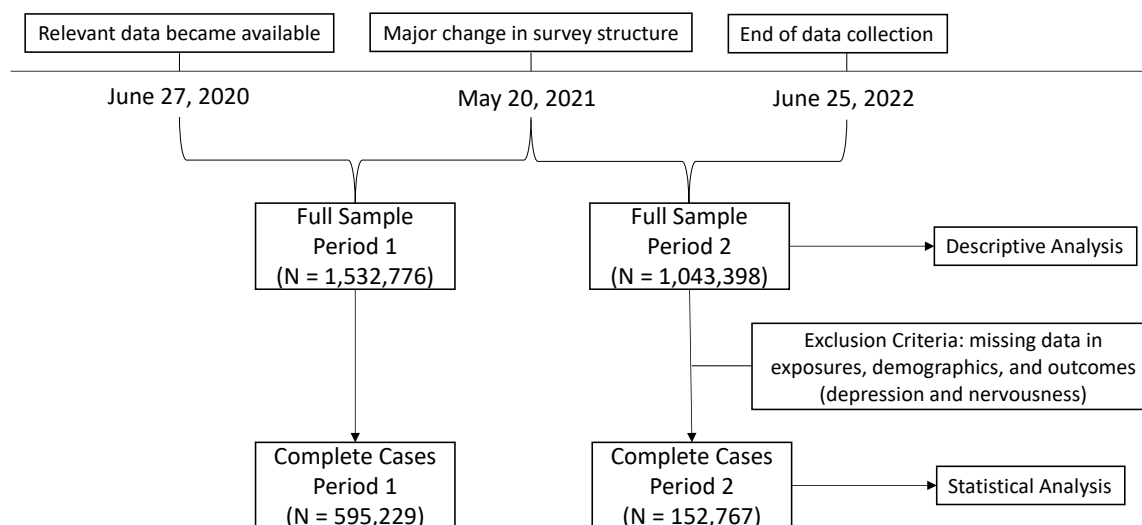 Relevant data became available
Major change in survey structure
End of data collection
June 27, 2020
May 20, 2021
June 25, 2022
Full Sample
Period 1
(N = 1,532,776)
Full Sample
Period 2
(N = 1,043,398)
Descriptive Analysis
Exclusion Criteria: missing data in
exposures, demographics, and outcomes
(depression and nervousness)
Complete Cases
Period 1
(N = 595,229)
Complete Cases
Period 2
(N = 152,767)
Statistical Analysis